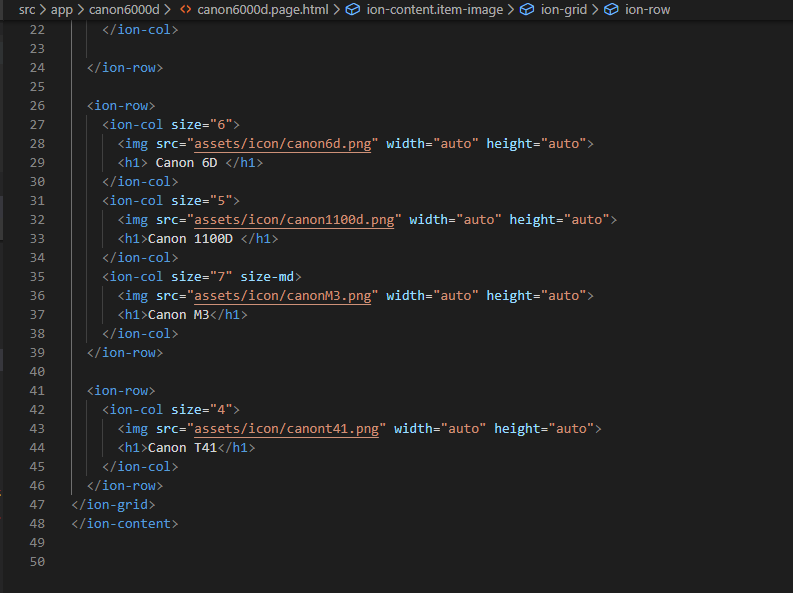 src > app > canon6000d > <> canon6000d.page.html > ion-content.item-image > ion-grid > ion-row
22 </ion-col>
23
24 </ion-row>
25
26 <ion-row>
27 <ion-col size="6">
28 <img src="assets/icon/canon6d.png" width="auto" height="auto">
29 <h1> Canon 6D </h1>
30 </ion-col>
31 <ion-col size="5">
32 <img src="assets/icon/canon1100d.png" width="auto" height="auto">
33 <h1>Canon 1100D </h1>
34 </ion-col>
35 <ion-col size="7" size-md>
36 <img src="assets/icon/canonM3.png" width="auto" height="auto">
37 <h1>Canon M3</h1>
38 </ion-col>
39 </ion-row>
40
41 <ion-row>
42 <ion-col size="4">
43 <img src="assets/icon/canont41.png" width="auto" height="auto">
44 <h1>Canon T41</h1>
45 </ion-col>
46 </ion-row>
47 </ion-grid>
48 </ion-content>
49
50